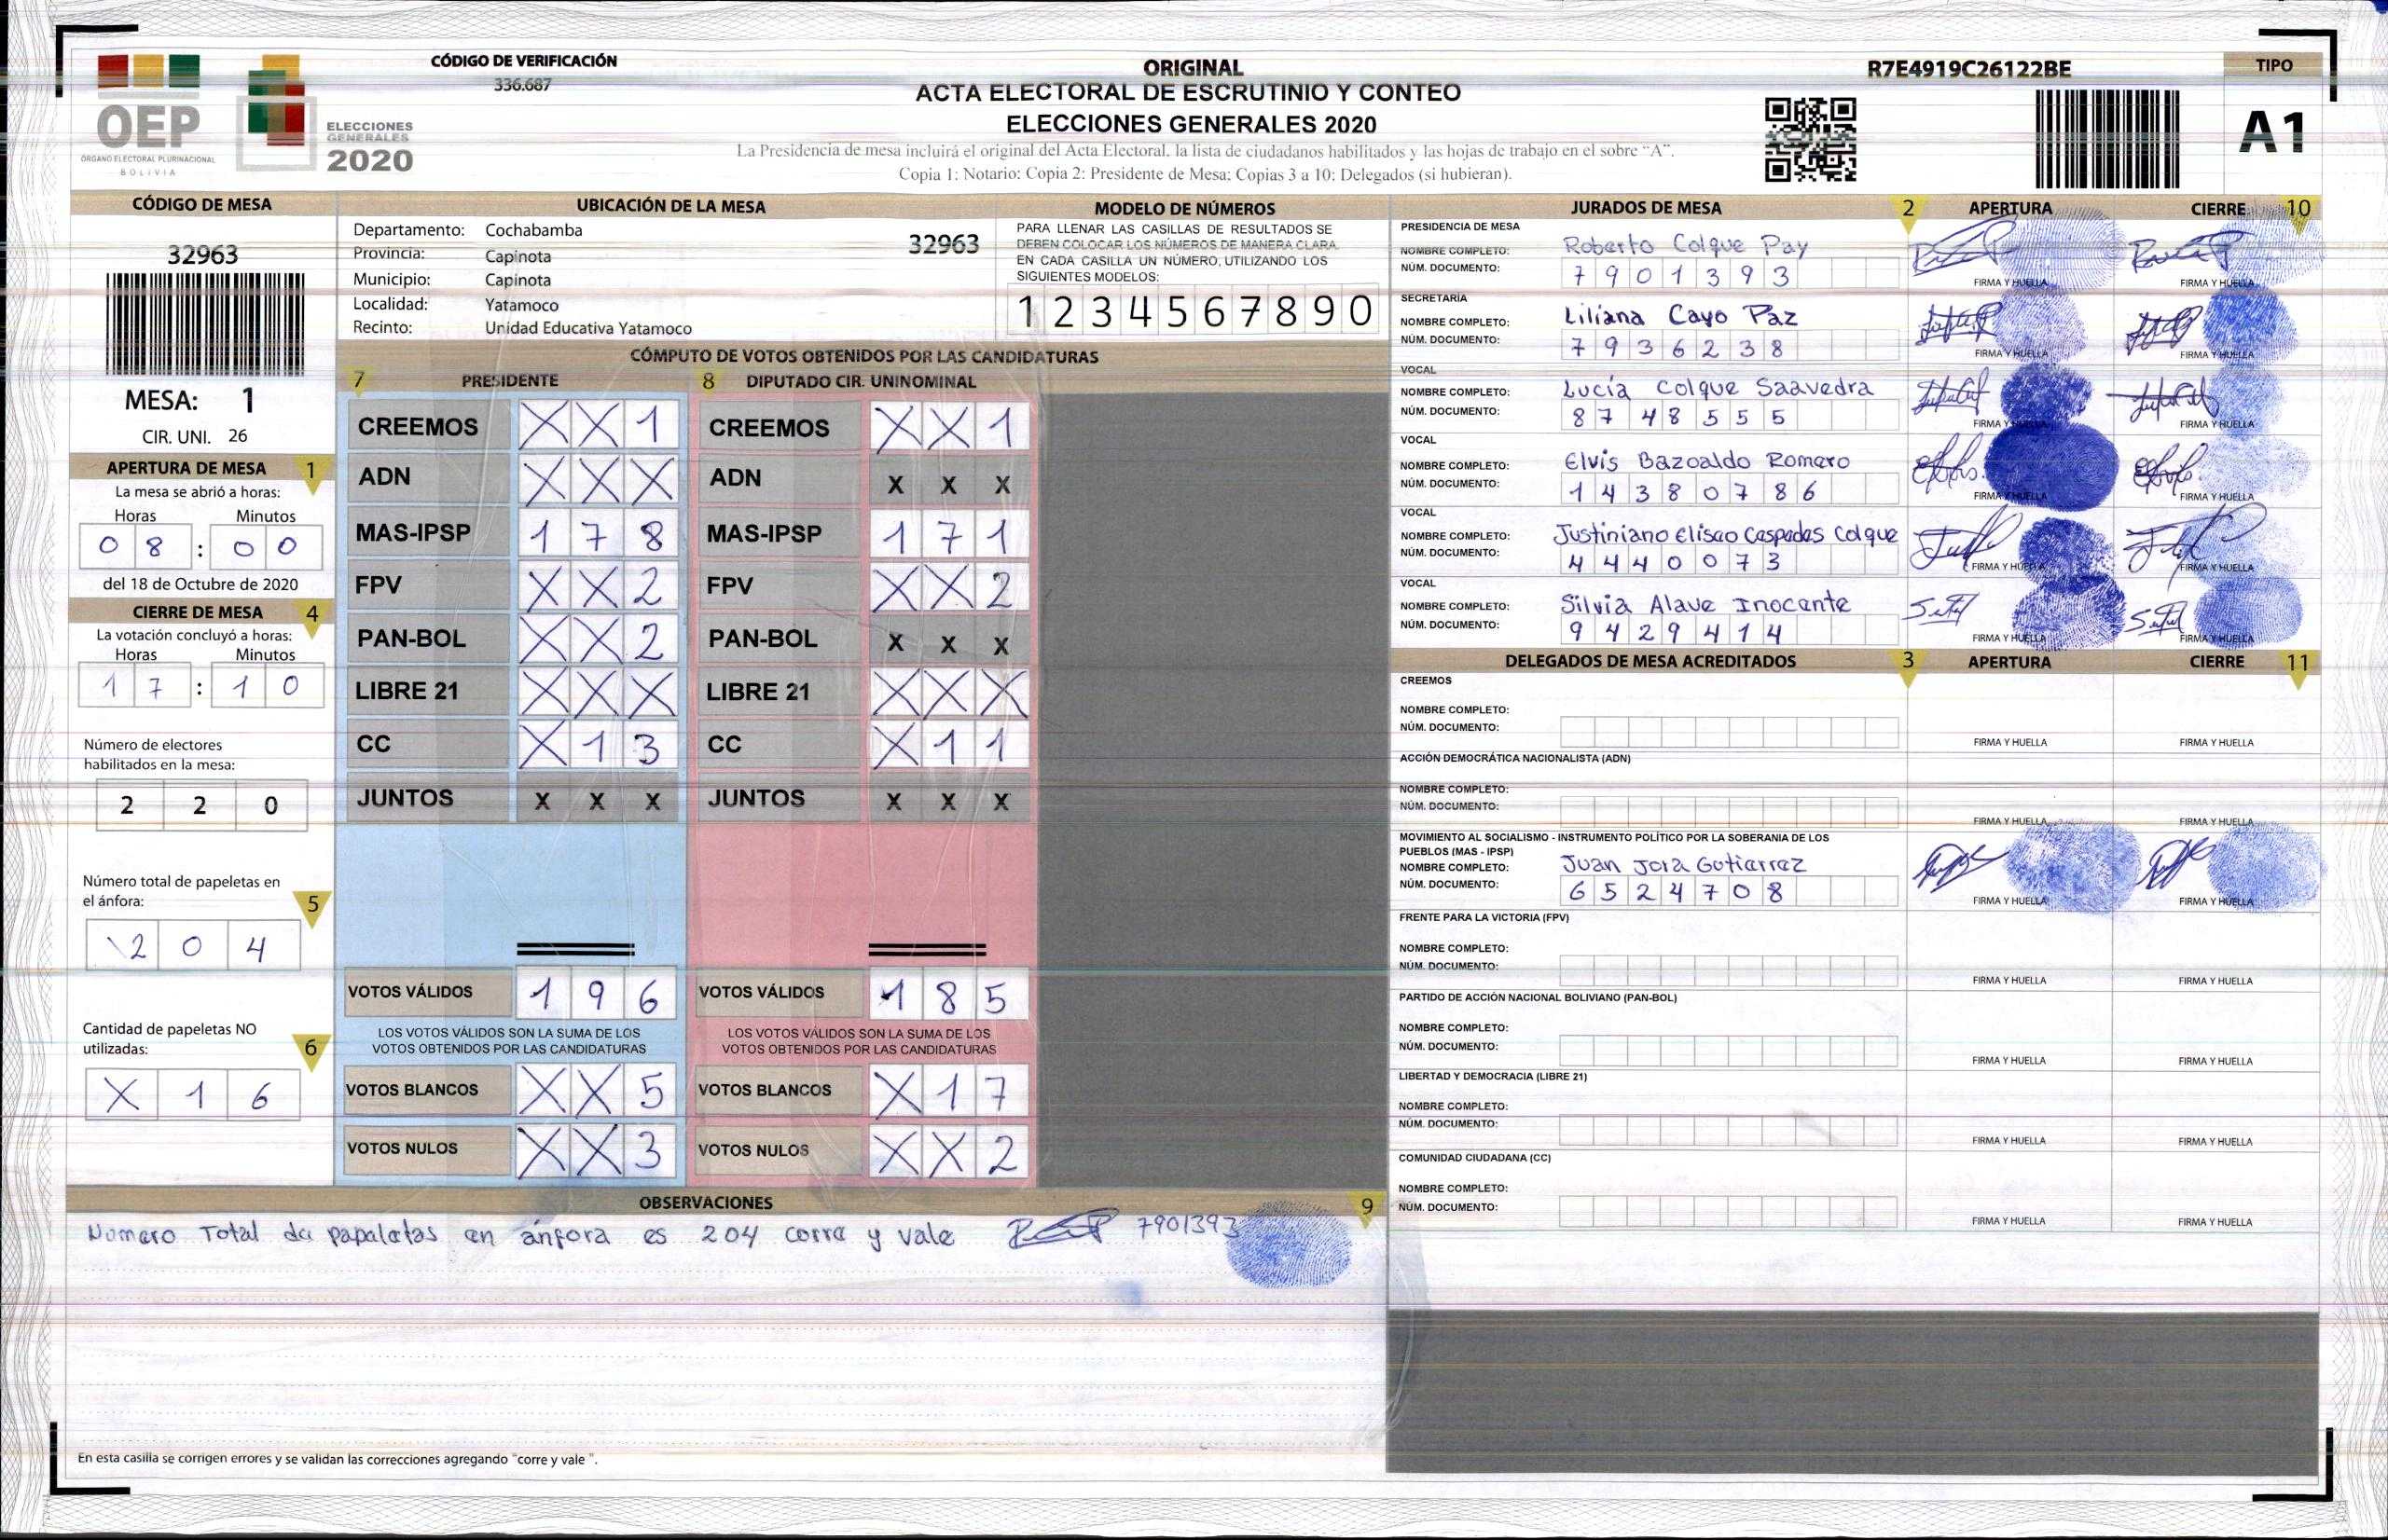 OEP
ÓRGANO ELECTORAL PLURINACIONAL
BOLIVIA
ELECCIONES
GENERALES
2020
CÓDIGO DE VERIFICACIÓN
336.687
ORIGINAL
ACTA ELECTORAL DE ESCRUTINIO Y CONTEO
ELECCIONES GENERALES 2020
La Presidencia de mesa incluirá el original del Acta Electoral, la lista de ciudadanos habilitados y las hojas de trabajo en el sobre “A”.
Copia 1: Notario: Copia 2: Presidente de Mesa; Copias 3 a 10: Delegados (si hubieran).
R7E4919C26122BE
TIPO
A1
CÓDIGO DE MESA
32963
MESA: 1
CIR. UNI. 26
APERTURA DE MESA 1
La mesa se abrió a horas:
Horas Minutos
0 8 : 0 0
del 18 de Octubre de 2020
CIERRE DE MESA 4
La votación concluyó a horas:
Horas Minutos
1 7 : 1 0
Número de electores
habilitados en la mesa:
2 2 0
Número total de papeletas en
el ánfora: 5
2 0 4
Cantidad de papeletas NO
utilizadas: 6
X 1 6
UBICACIÓN DE LA MESA
Departamento: Cochabamba
32963
Provincia: Capinota
Municipio: Capinota
Localidad: Yatamoco
Recinto: Unidad Educativa Yatamoco
MODELO DE NÚMEROS
PARA LLENAR LAS CASILLAS DE RESULTADOS SE
DEBEN COLOCAR LOS NÚMEROS DE MANERA CLARA.
EN CADA CASILLA UN NÚMERO, UTILIZANDO LOS
SIGUIENTES MODELOS:
1 2 3 4 5 6 7 8 9 0
CÓMPUTO DE VOTOS OBTENIDOS POR LAS CANDIDATURAS
7 PRESIDENTE 8 DIPUTADO CIR. UNINOMINAL
CREEMOS X X 1 CREEMOS X X 1
ADN X X X ADN X X X
MAS-IPSP 1 7 8 MAS-IPSP 1 7 1
FPV X X 2 FPV X X 2
PAN-BOL X X 2 PAN-BOL X X X
LIBRE 21 X X X LIBRE 21 X X X
CC X 1 3 CC X 1 1
JUNTOS X X X JUNTOS X X X
VOTOS VÁLIDOS 1 9 6 VOTOS VÁLIDOS 1 8 5
LOS VOTOS VÁLIDOS SON LA SUMA DE LOS LOS VOTOS VÁLIDOS SON LA SUMA DE LOS
VOTOS OBTENIDOS POR LAS CANDIDATURAS VOTOS OBTENIDOS POR LAS CANDIDATURAS
VOTOS BLANCOS X X 5 VOTOS BLANCOS X 1 7
VOTOS NULOS X X 3 VOTOS NULOS X X 2
OBSERVACIONES 9
Numero Total de papeletas en ánfora es 204 corre y vale 7901393
En esta casilla se corrigen errores y se validan las correcciones agregando "corre y vale ".
JURADOS DE MESA 2 APERTURA CIERRE 10
PRESIDENCIA DE MESA
NOMBRE COMPLETO: Roberto Colque Pay
NÚM. DOCUMENTO: 7 9 0 1 3 9 3
FIRMA Y HUELLA FIRMA Y HUELLA
SECRETARÍA
NOMBRE COMPLETO: Liliana Cayo Paz
NÚM. DOCUMENTO: 7 9 3 6 2 3 8
FIRMA Y HUELLA FIRMA Y HUELLA
VOCAL
NOMBRE COMPLETO: Lucía Colque Saavedra
NÚM. DOCUMENTO: 8 7 4 8 5 5 5
FIRMA Y HUELLA FIRMA Y HUELLA
VOCAL
NOMBRE COMPLETO: Elvis Bazoaldo Romero
NÚM. DOCUMENTO: 1 4 3 8 0 7 8 6
FIRMA Y HUELLA FIRMA Y HUELLA
VOCAL
NOMBRE COMPLETO: Justiniano Eliseo Cespedes Colque
NÚM. DOCUMENTO: 4 4 4 0 0 7 3
FIRMA Y HUELLA FIRMA Y HUELLA
VOCAL
NOMBRE COMPLETO: Silvia Alave Inocente
NÚM. DOCUMENTO: 9 4 2 9 4 1 4
FIRMA Y HUELLA FIRMA Y HUELLA
DELEGADOS DE MESA ACREDITADOS 3 APERTURA CIERRE 11
CREEMOS
NOMBRE COMPLETO:
NÚM. DOCUMENTO:
FIRMA Y HUELLA FIRMA Y HUELLA
ACCIÓN DEMOCRÁTICA NACIONALISTA (ADN)
NOMBRE COMPLETO:
NÚM. DOCUMENTO:
FIRMA Y HUELLA FIRMA Y HUELLA
MOVIMIENTO AL SOCIALISMO - INSTRUMENTO POLÍTICO POR LA SOBERANIA DE LOS
PUEBLOS (MAS - IPSP)
NOMBRE COMPLETO: Juan Jora Gutierrez
NÚM. DOCUMENTO: 6 5 2 4 7 0 8
FIRMA Y HUELLA FIRMA Y HUELLA
FRENTE PARA LA VICTORIA (FPV)
NOMBRE COMPLETO:
NÚM. DOCUMENTO:
FIRMA Y HUELLA FIRMA Y HUELLA
PARTIDO DE ACCIÓN NACIONAL BOLIVIANO (PAN-BOL)
NOMBRE COMPLETO:
NÚM. DOCUMENTO:
FIRMA Y HUELLA FIRMA Y HUELLA
LIBERTAD Y DEMOCRACIA (LIBRE 21)
NOMBRE COMPLETO:
NÚM. DOCUMENTO:
FIRMA Y HUELLA FIRMA Y HUELLA
COMUNIDAD CIUDADANA (CC)
NOMBRE COMPLETO:
NÚM. DOCUMENTO:
FIRMA Y HUELLA FIRMA Y HUELLA